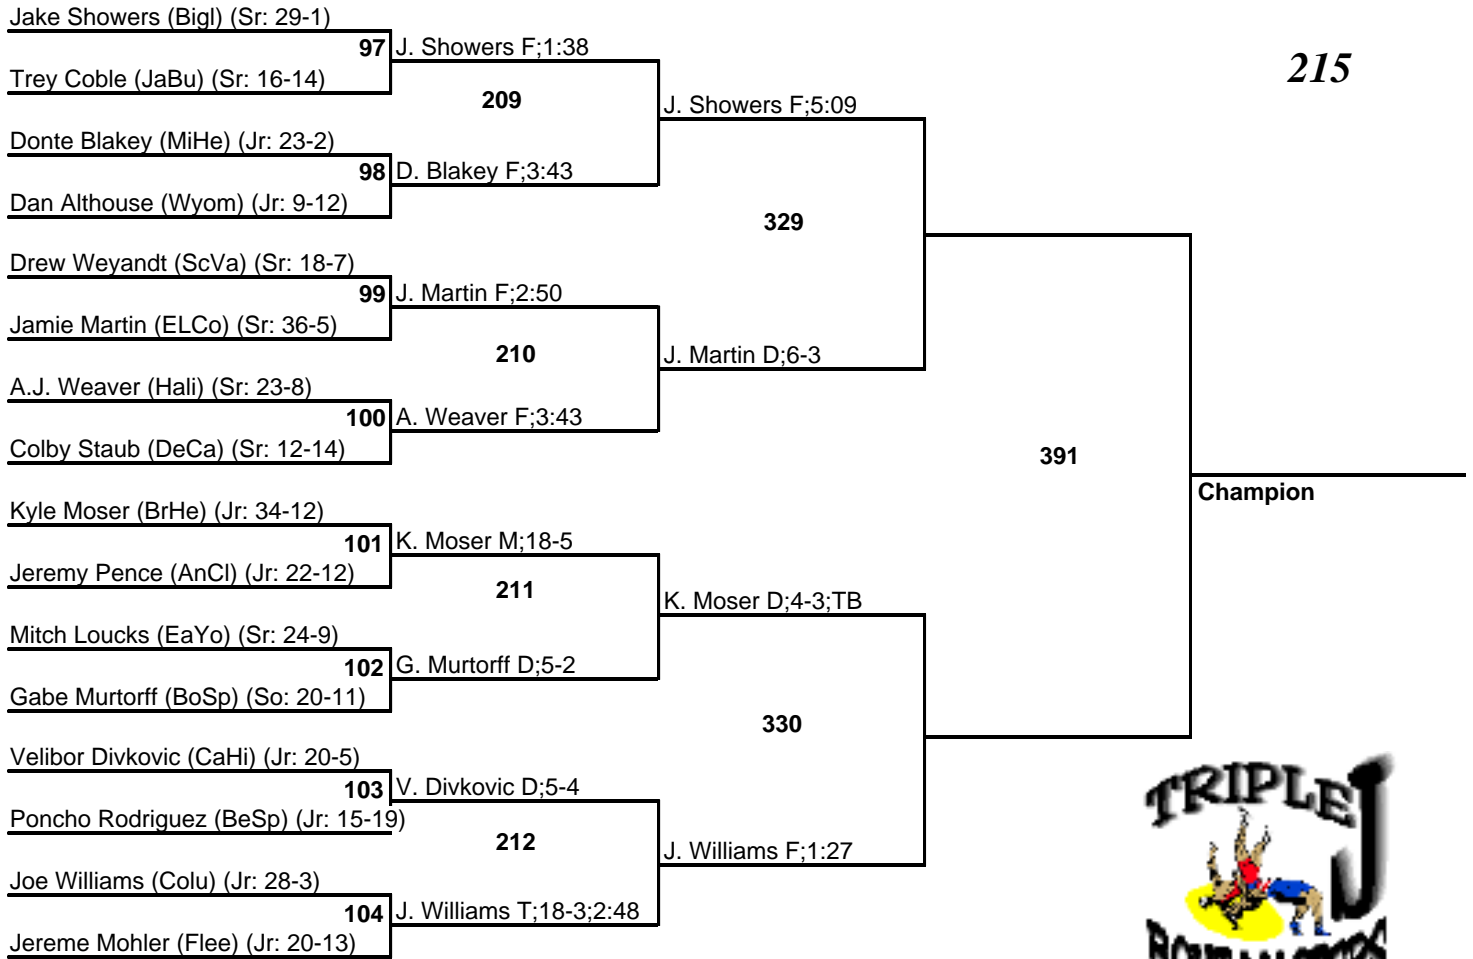 Jake Showers (Bigl) (Sr: 29-1)
97 J. Showers F;1:38
Trey Coble (JaBu) (Sr: 16-14)
215
209
J. Showers F;5:09
Donte Blakey (MiHe) (Jr: 23-2)
98 D. Blakey F;3:43
Dan Althouse (Wyom) (Jr: 9-12)
329
Drew Weyandt (ScVa) (Sr: 18-7)
99 J. Martin F;2:50
Jamie Martin (ELCo) (Sr: 36-5)
210
J. Martin D;6-3
A.J. Weaver (Hali) (Sr: 23-8)
100 A. Weaver F;3:43
Colby Staub (DeCa) (Sr: 12-14)
391
Champion
Kyle Moser (BrHe) (Jr: 34-12)
101 K. Moser M;18-5
Jeremy Pence (AnCl) (Jr: 22-12)
211
K. Moser D;4-3;TB
Mitch Loucks (EaYo) (Sr: 24-9)
102 G. Murtorff D;5-2
Gabe Murtorff (BoSp) (So: 20-11)
330
Velibor Divkovic (CaHi) (Jr: 20-5)
103 V. Divkovic D;5-4
Poncho Rodriguez (BeSp) (Jr: 15-19)
212
J. Williams F;1:27
Joe Williams (Colu) (Jr: 28-3)
104 J. Williams T;18-3;2:48
Jereme Mohler (Flee) (Jr: 20-13)
TRIPLE J